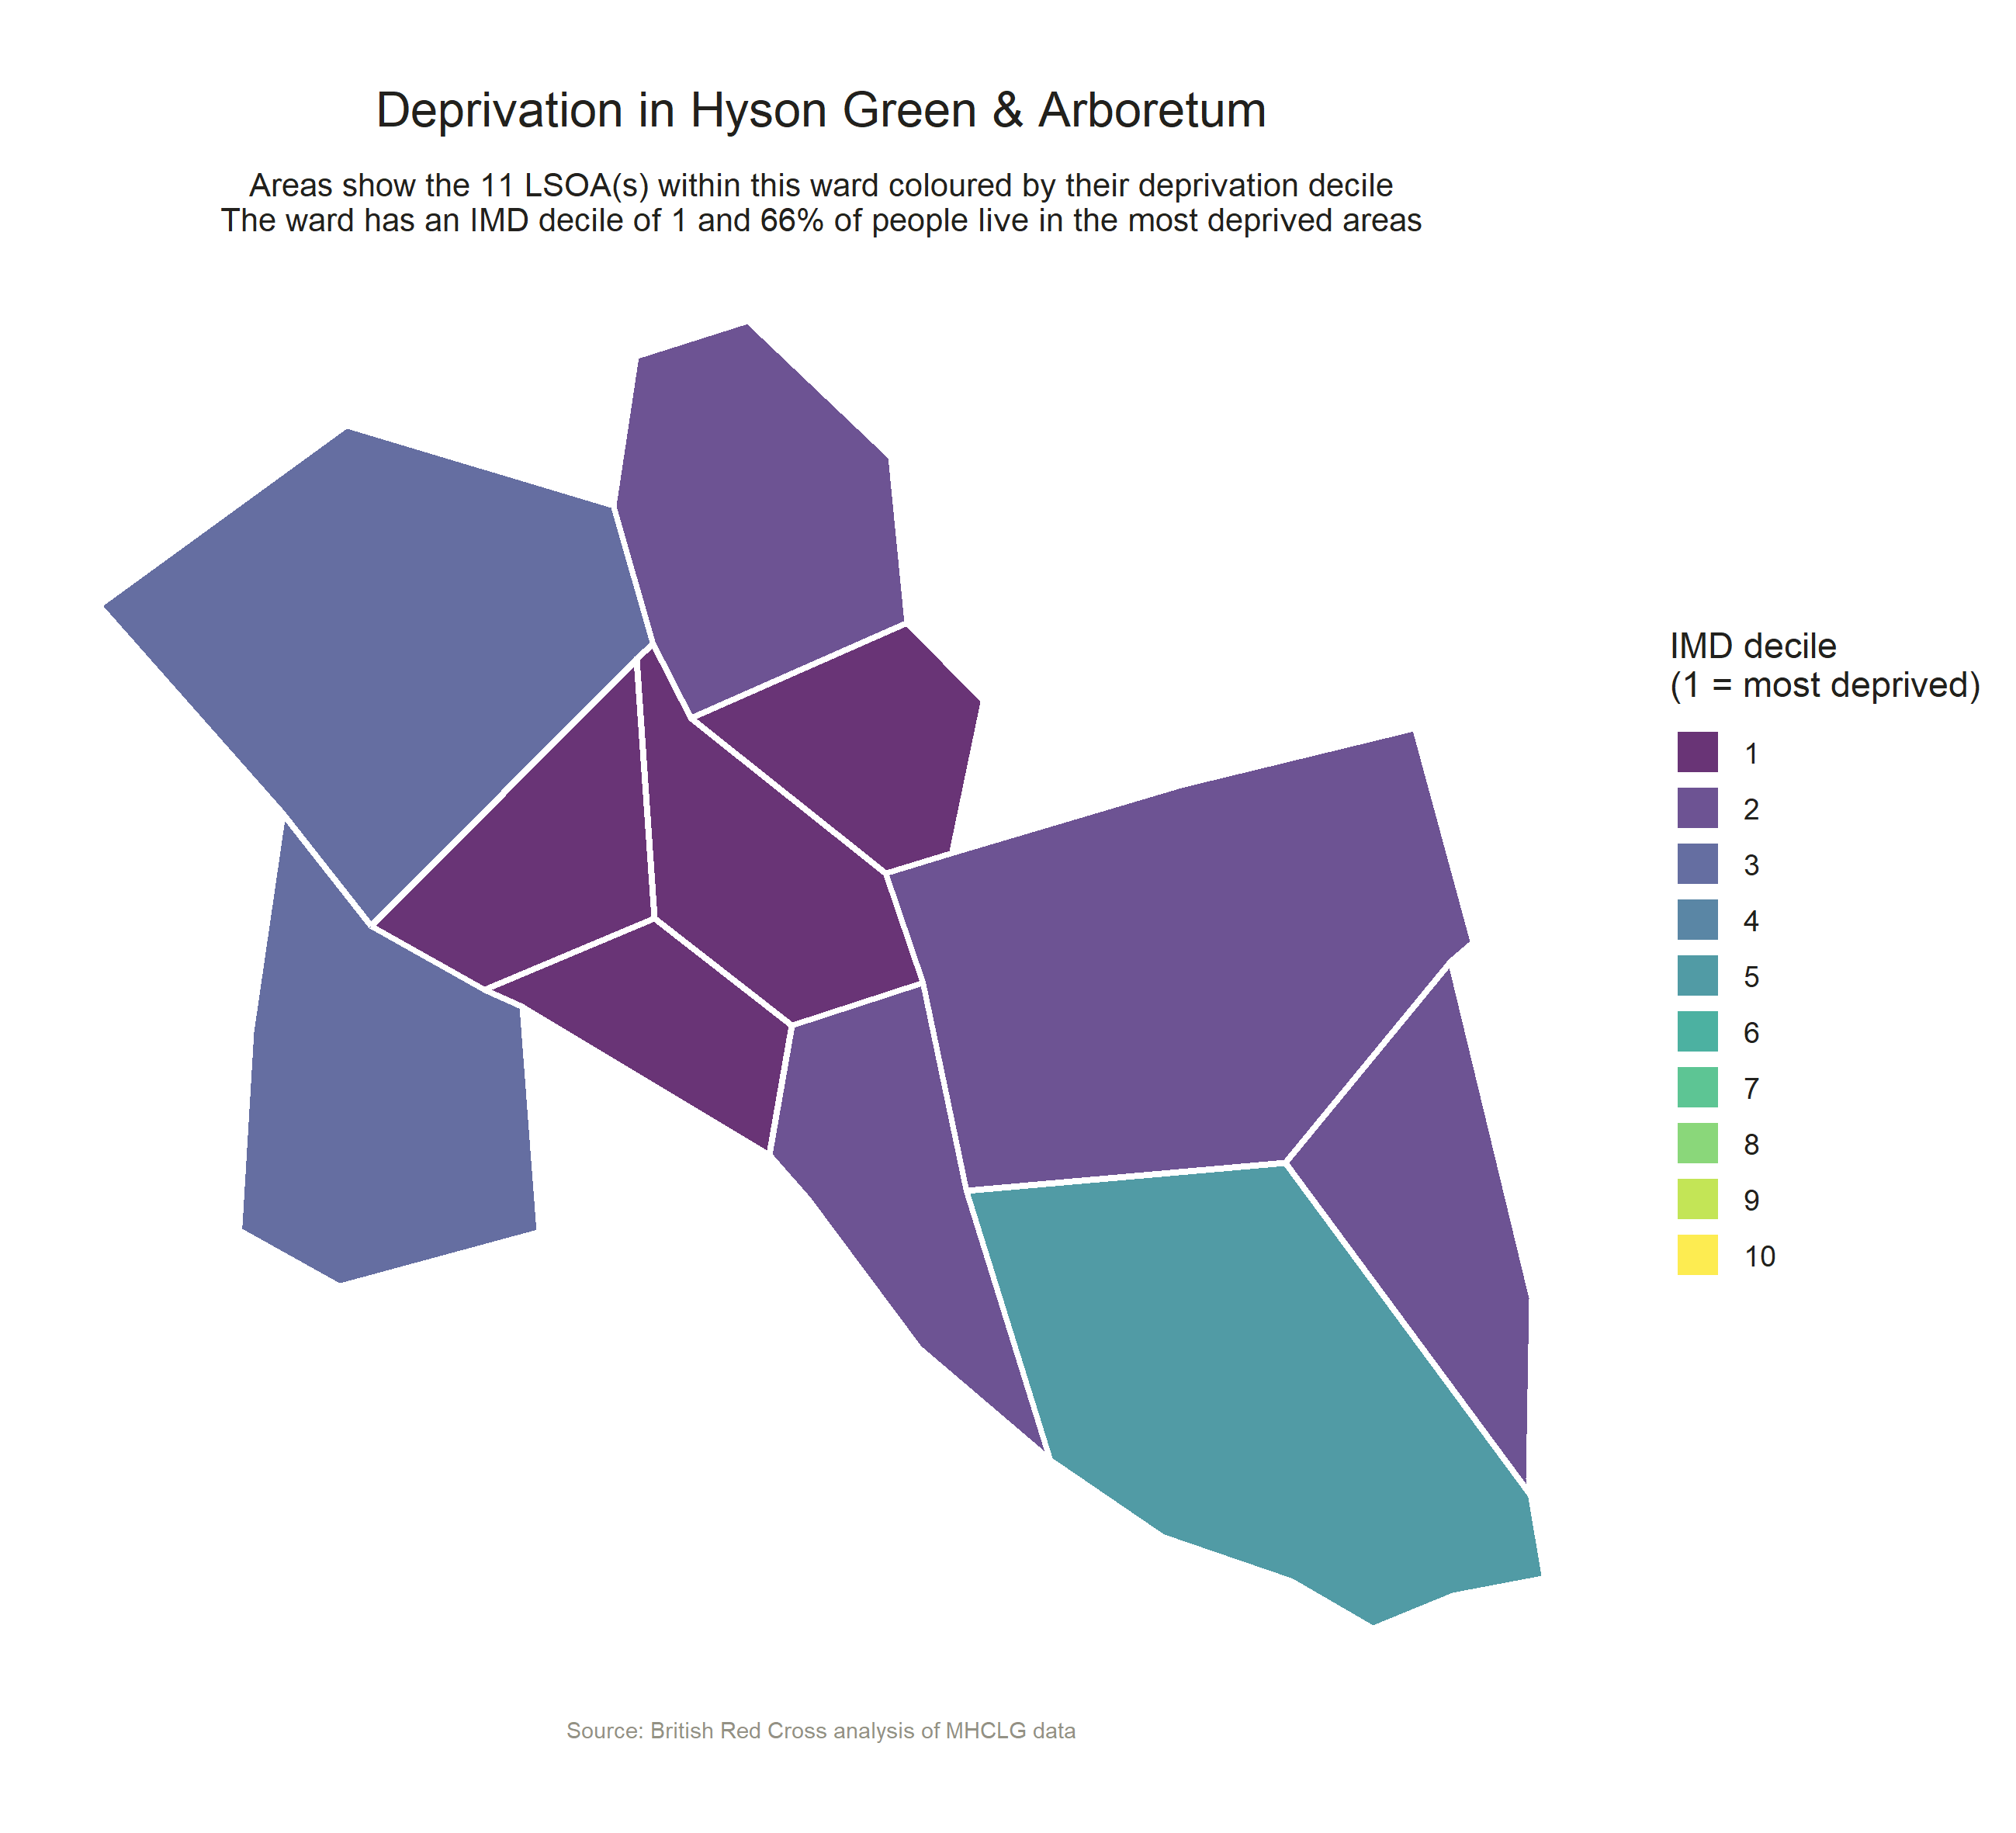 Deprivation in Hyson Green & Arboretum
Areas show the 11 LSOA(s) within this ward coloured by their deprivation decile
The ward has an IMD decile of 1 and 66% of people live in the most deprived areas
IMD decile
(1 = most deprived)
1
2
3
4
5
6
7
8
9
10
Source: British Red Cross analysis of MHCLG data